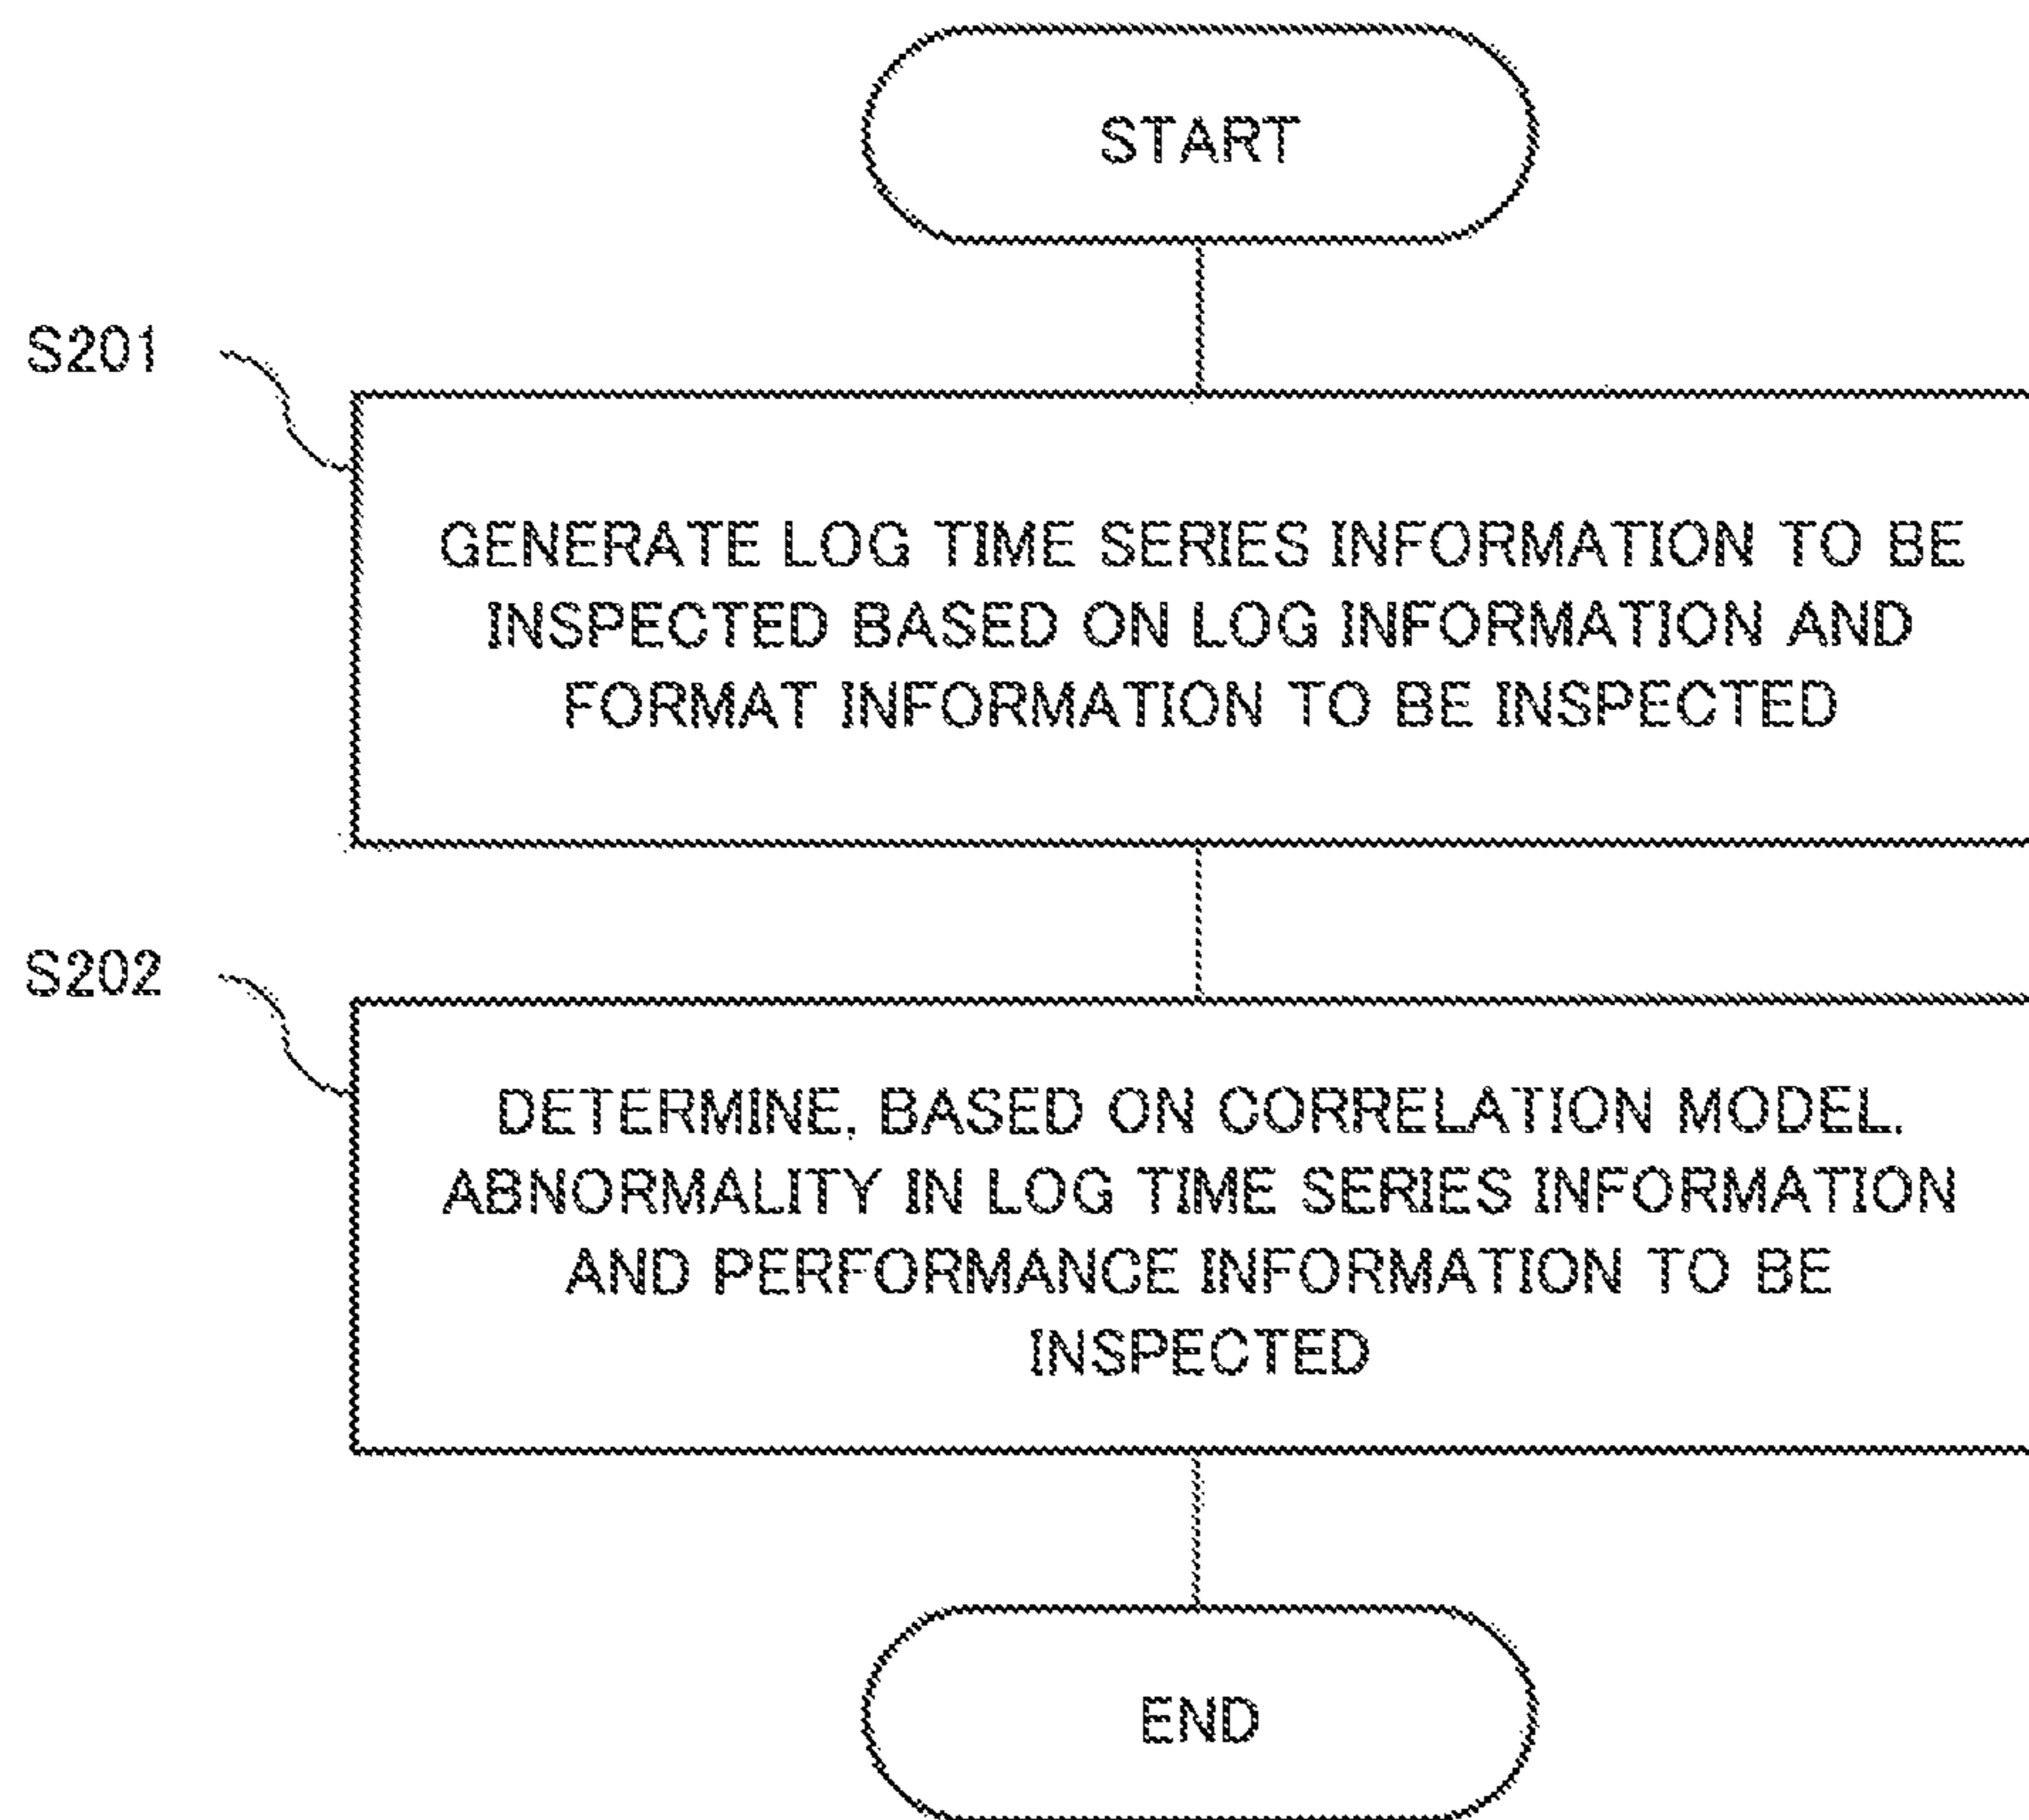 START
S201
GENERATE LOG TIME SERIES INFORMATION TO BE
INSPECTED BASED ON LOG INFORMATION AND
FORMAT INFORMATION TO BE INSPECTED
S202
DETERMINE, BASED ON CORRELATION MODEL,
ABNORMALITY IN LOG TIME SERIES INFORMATION
AND PERFORMANCE INFORMATION TO BE
INSPECTED
END